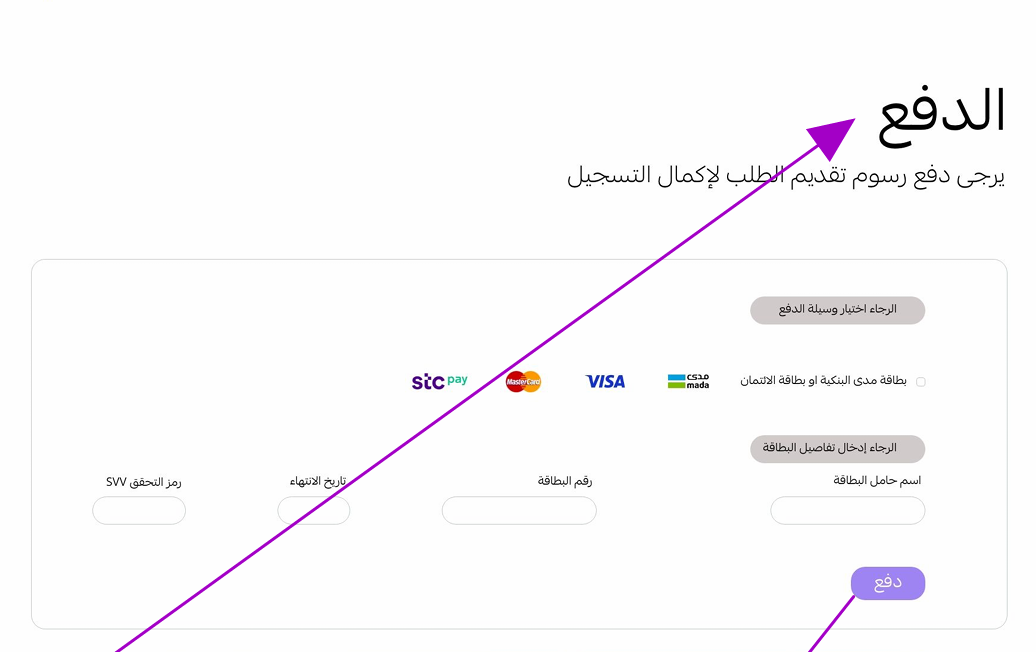 الدفع
يرجى دفع رسوم تقديم الطلب لإكمال التسجيل
الرجاء اختيار وسيلة الدفع
بطاقة مدى البنكية او بطاقة الائتمان
مدى mada
VISA
MasterCard
stc pay
الرجاء إدخال تفاصيل البطاقة
اسم حامل البطاقة
رقم البطاقة
تاريخ الانتهاء
رمز التحقق SVV
دفع